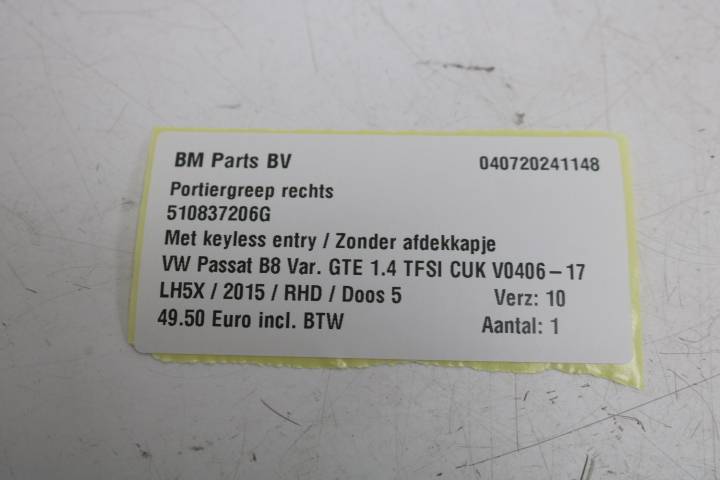 BM Parts BV 040720241148
Portiergreep rechts
510837206G
Met keyless entry / Zonder afdekkapje
VW Passat B8 Var. GTE 1.4 TFSI CUK V0406-17
LH5X / 2015 / RHD / Doos 5 Verz: 10
49.50 Euro incl. BTW Aantal: 1